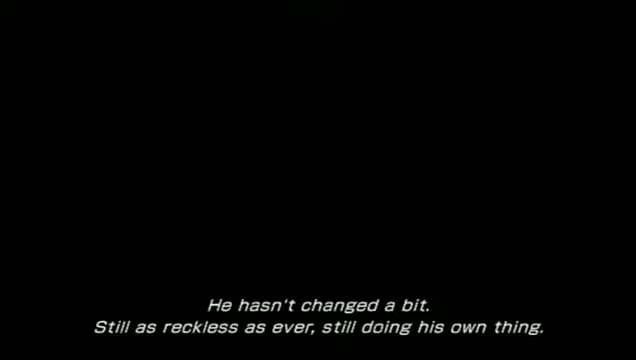 He hasn't changed a bit.
Still as reckless as ever, still doing his own thing.